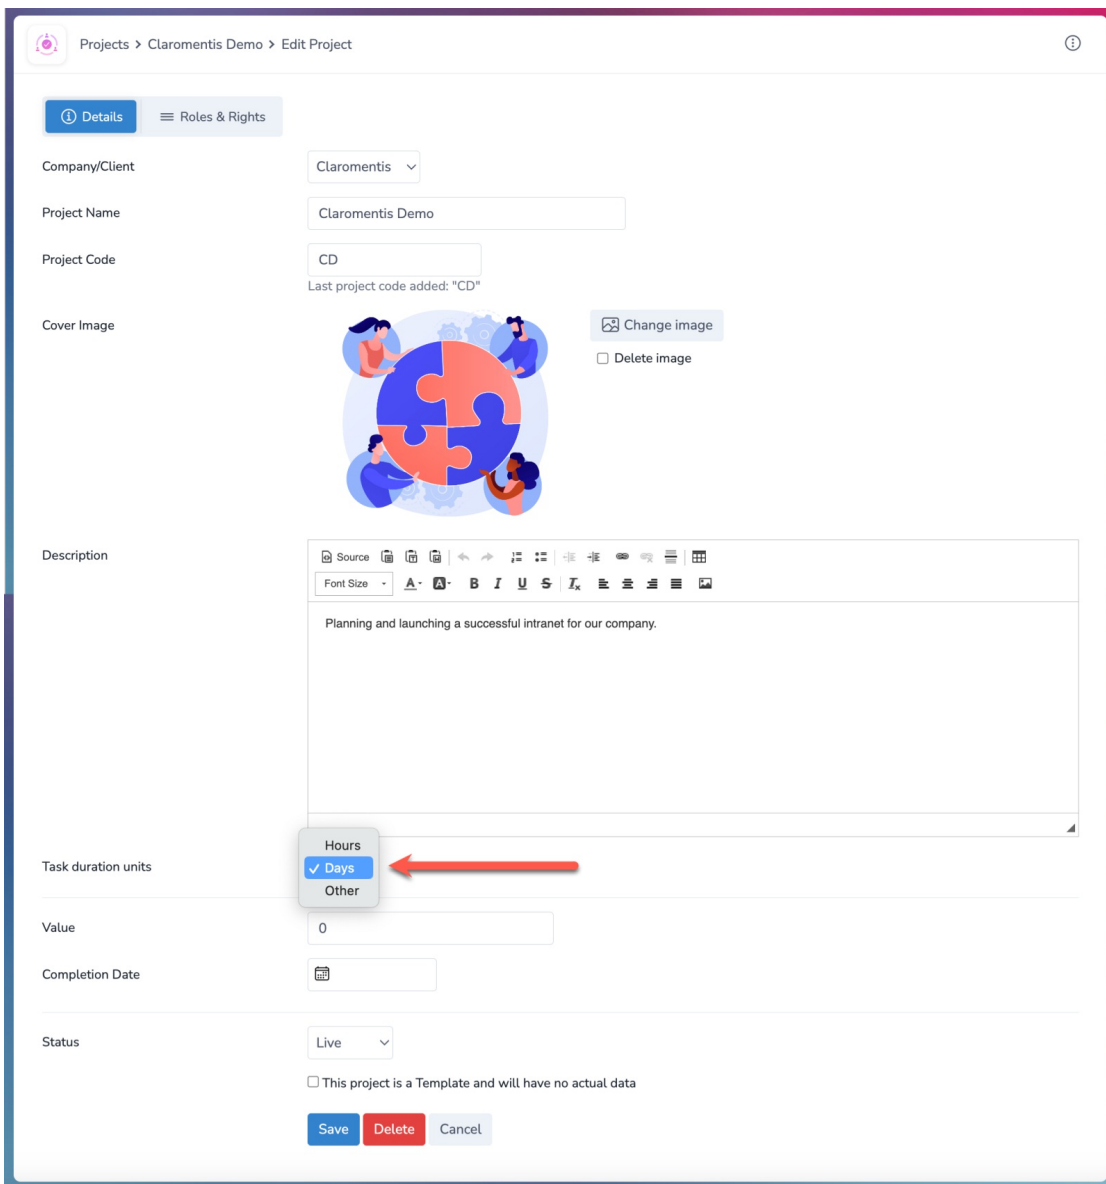 Projects > Claromentis Demo > Edit Project
Details
Roles & Rights
Company/Client
Claromentis
Project Name
Claromentis Demo
Project Code
CD
Last project code added: "CD"
Cover Image
Change image
Delete image
Description
Source
Font Size
A
A
B I U S Ix
Planning and launching a successful intranet for our company.
Hours
Task duration units
✓ Days
Other
Value
0
Completion Date
Status
Live
This project is a Template and will have no actual data
Save
Delete
Cancel